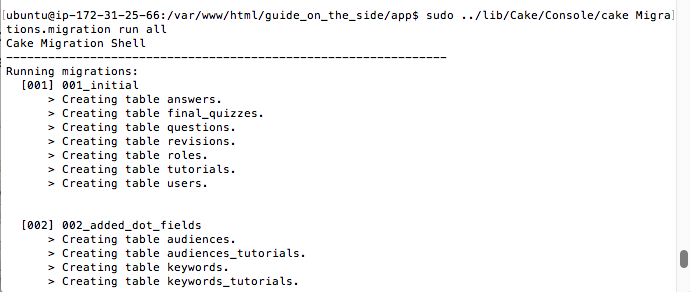 [ubuntu@ip-172-31-25-66:/var/www/html/guide_on_the_side/app$ sudo ../lib/Cake/Console/cake Migra]
tions.migration run all
Cake Migration Shell
---------------------------------------------------------------
Running migrations:
  [001] 001_initial
      > Creating table answers.
      > Creating table final_quizzes.
      > Creating table questions.
      > Creating table revisions.
      > Creating table roles.
      > Creating table tutorials.
      > Creating table users.
  [002] 002_added_dot_fields
      > Creating table audiences.
      > Creating table audiences_tutorials.
      > Creating table keywords.
      > Creating table keywords_tutorials.